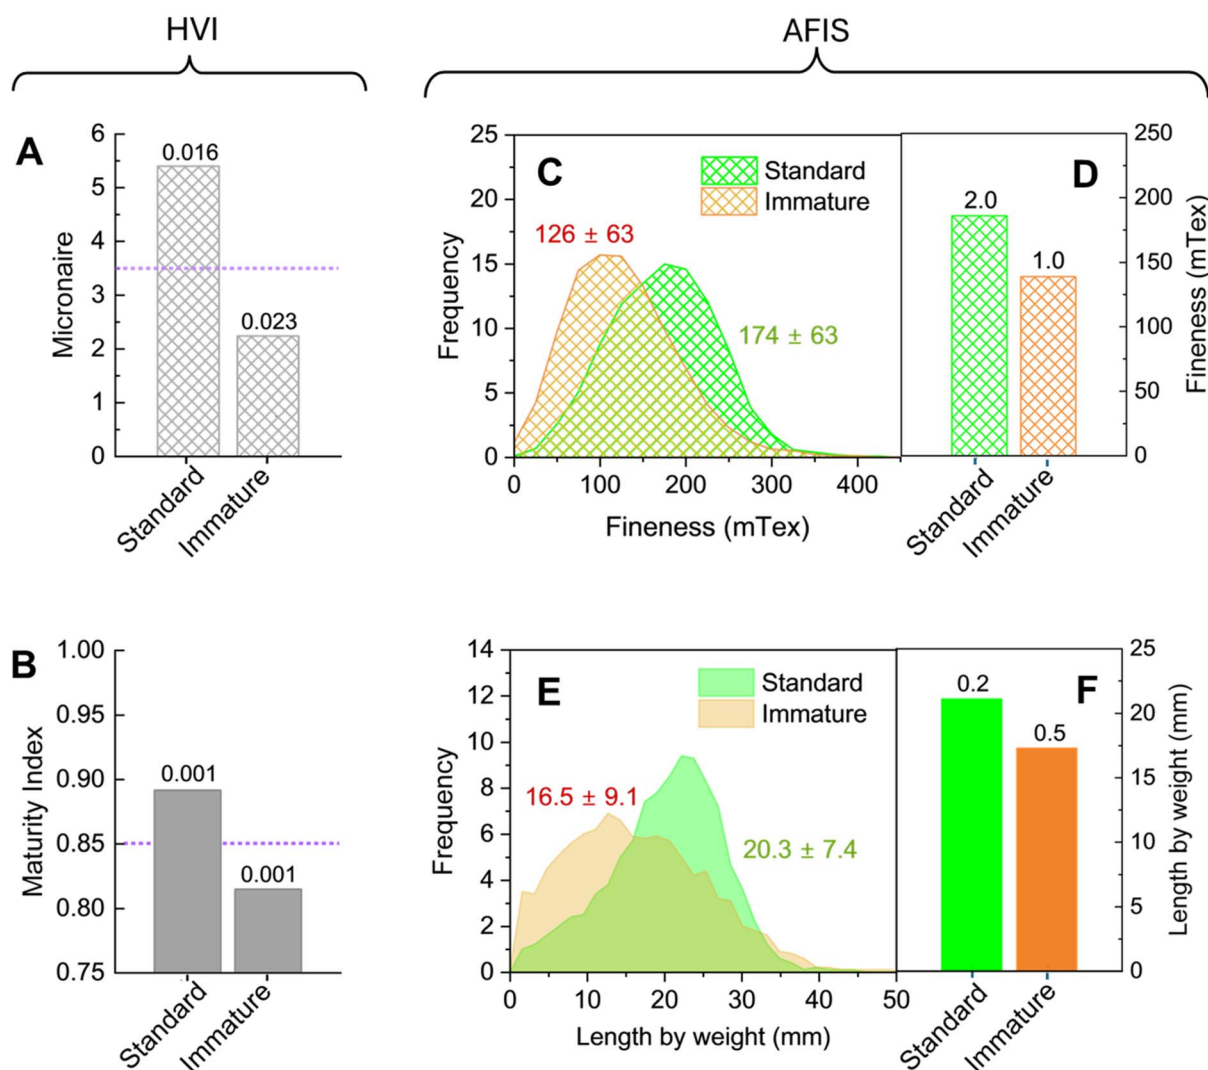 HVI
AFIS
A
6
5
4
3
2
1
0
Micronaire
0.016
0.023
Standard
Immature
C
25
20
15
10
5
0
Frequency
Standard
Immature
126 ± 63
174 ± 63
0 100 200 300 400
Fineness (mTex)
D
2.0
1.0
250
200
150
100
50
0
Fineness (mTex)
Standard
Immature
B
1.00
0.95
0.90
0.85
0.80
0.75
Maturity Index
0.001
0.001
Standard
Immature
E
14
12
10
8
6
4
2
0
Frequency
Standard
Immature
16.5 ± 9.1
20.3 ± 7.4
0 10 20 30 40 50
Length by weight (mm)
F
0.2
0.5
25
20
15
10
5
0
Length by weight (mm)
Standard
Immature